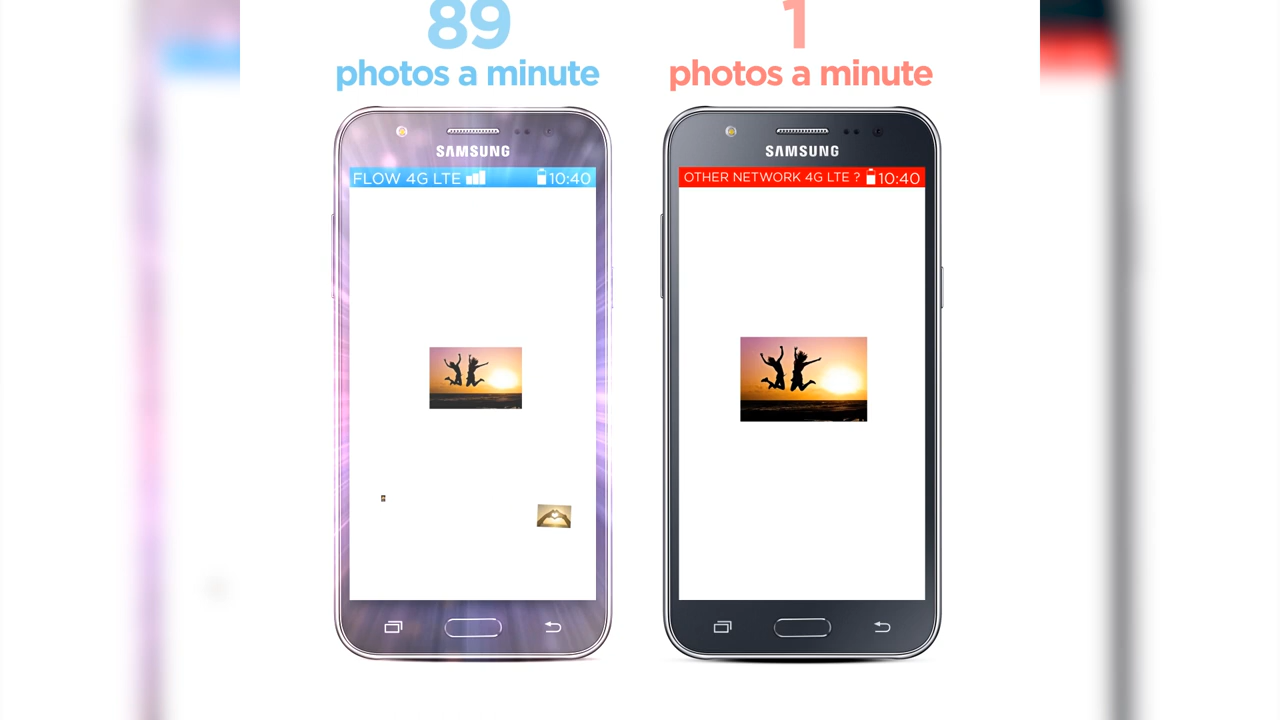 89
photos a minute
1
photos a minute
SAMSUNG
FLOW 4G LTE
10:40
SAMSUNG
OTHER NETWORK 4G LTE ?
10:40